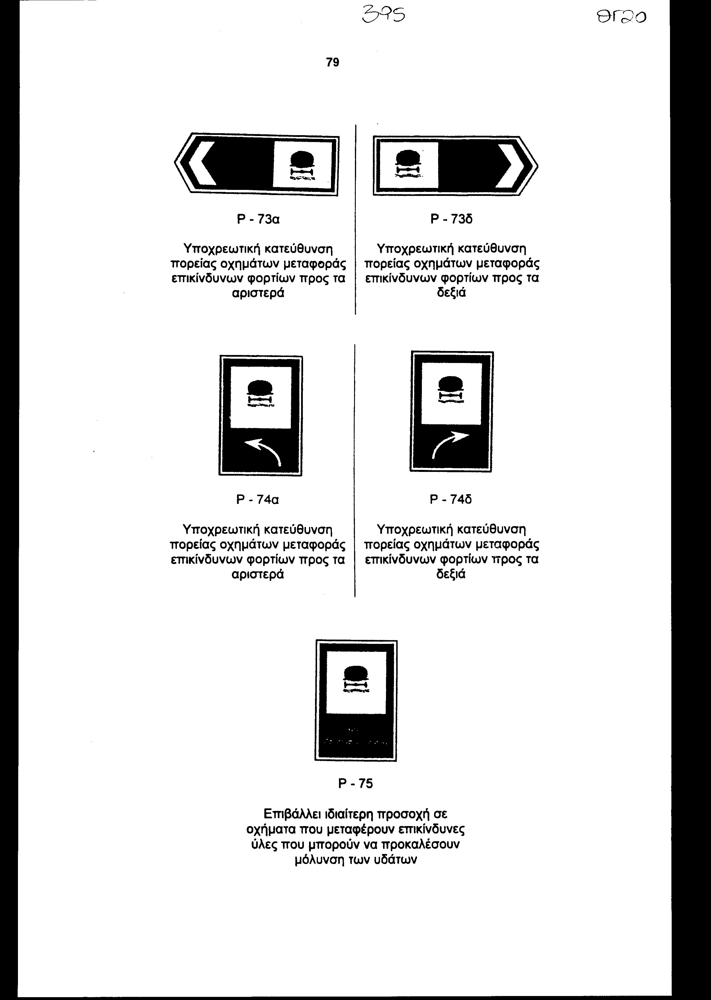 395
ΘΓ20
79
Ρ - 73α
Υποχρεωτική κατεύθυνση
πορείας οχημάτων μεταφοράς
επικίνδυνων φορτίων προς τα
αριστερά
Ρ - 73δ
Υποχρεωτική κατεύθυνση
πορείας οχημάτων μεταφοράς
επικίνδυνων φορτίων προς τα
δεξιά
Ρ - 74α
Υποχρεωτική κατεύθυνση
πορείας οχημάτων μεταφοράς
επικίνδυνων φορτίων προς τα
αριστερά
Ρ - 74δ
Υποχρεωτική κατεύθυνση
πορείας οχημάτων μεταφοράς
επικίνδυνων φορτίων προς τα
δεξιά
Ρ - 75
Επιβάλλει ιδιαίτερη προσοχή σε
οχήματα που μεταφέρουν επικίνδυνες
ύλες που μπορούν να προκαλέσουν
μόλυνση των υδάτων